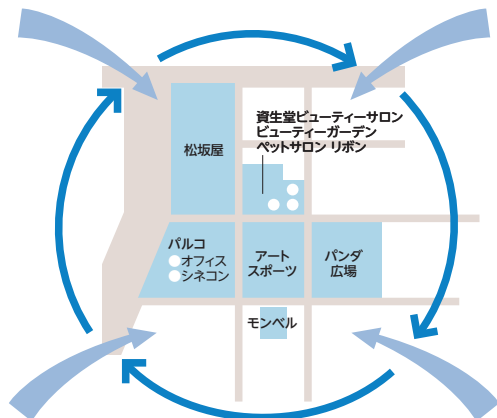 資生堂ビューティーサロン
ビューティーガーデン
ペットサロン リボン
松坂屋
パルコ
オフィス
シネコン
アート
スポーツ
パンダ
広場
モンベル